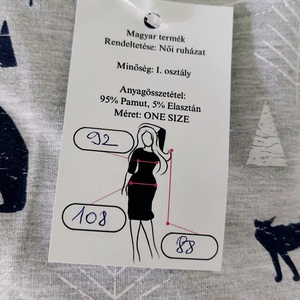 Magyar termék
Rendeltetése: Női ruházat
Minőség: I. osztály
Anyagösszetétel:
95% Pamut, 5% Elasztán
Méret: ONE SIZE
92
108
88